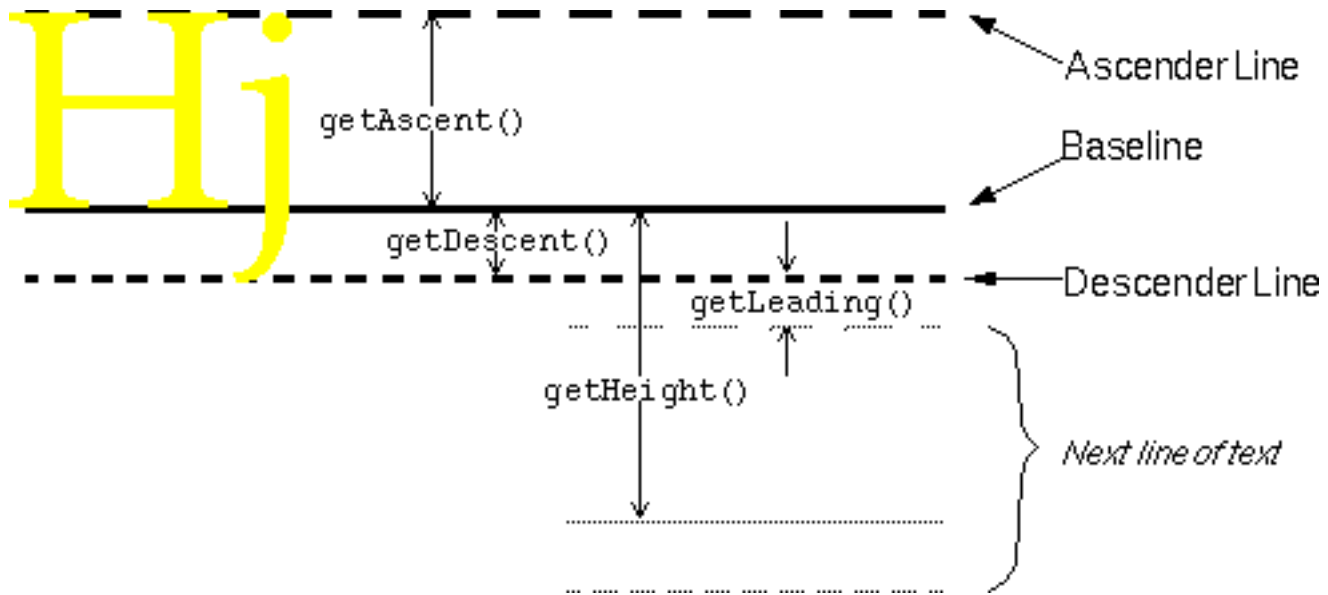 Hj
Ascender Line
getAscent()
Baseline
getDescent()
Descender Line
getLeading()
getHeight()
Next line of text